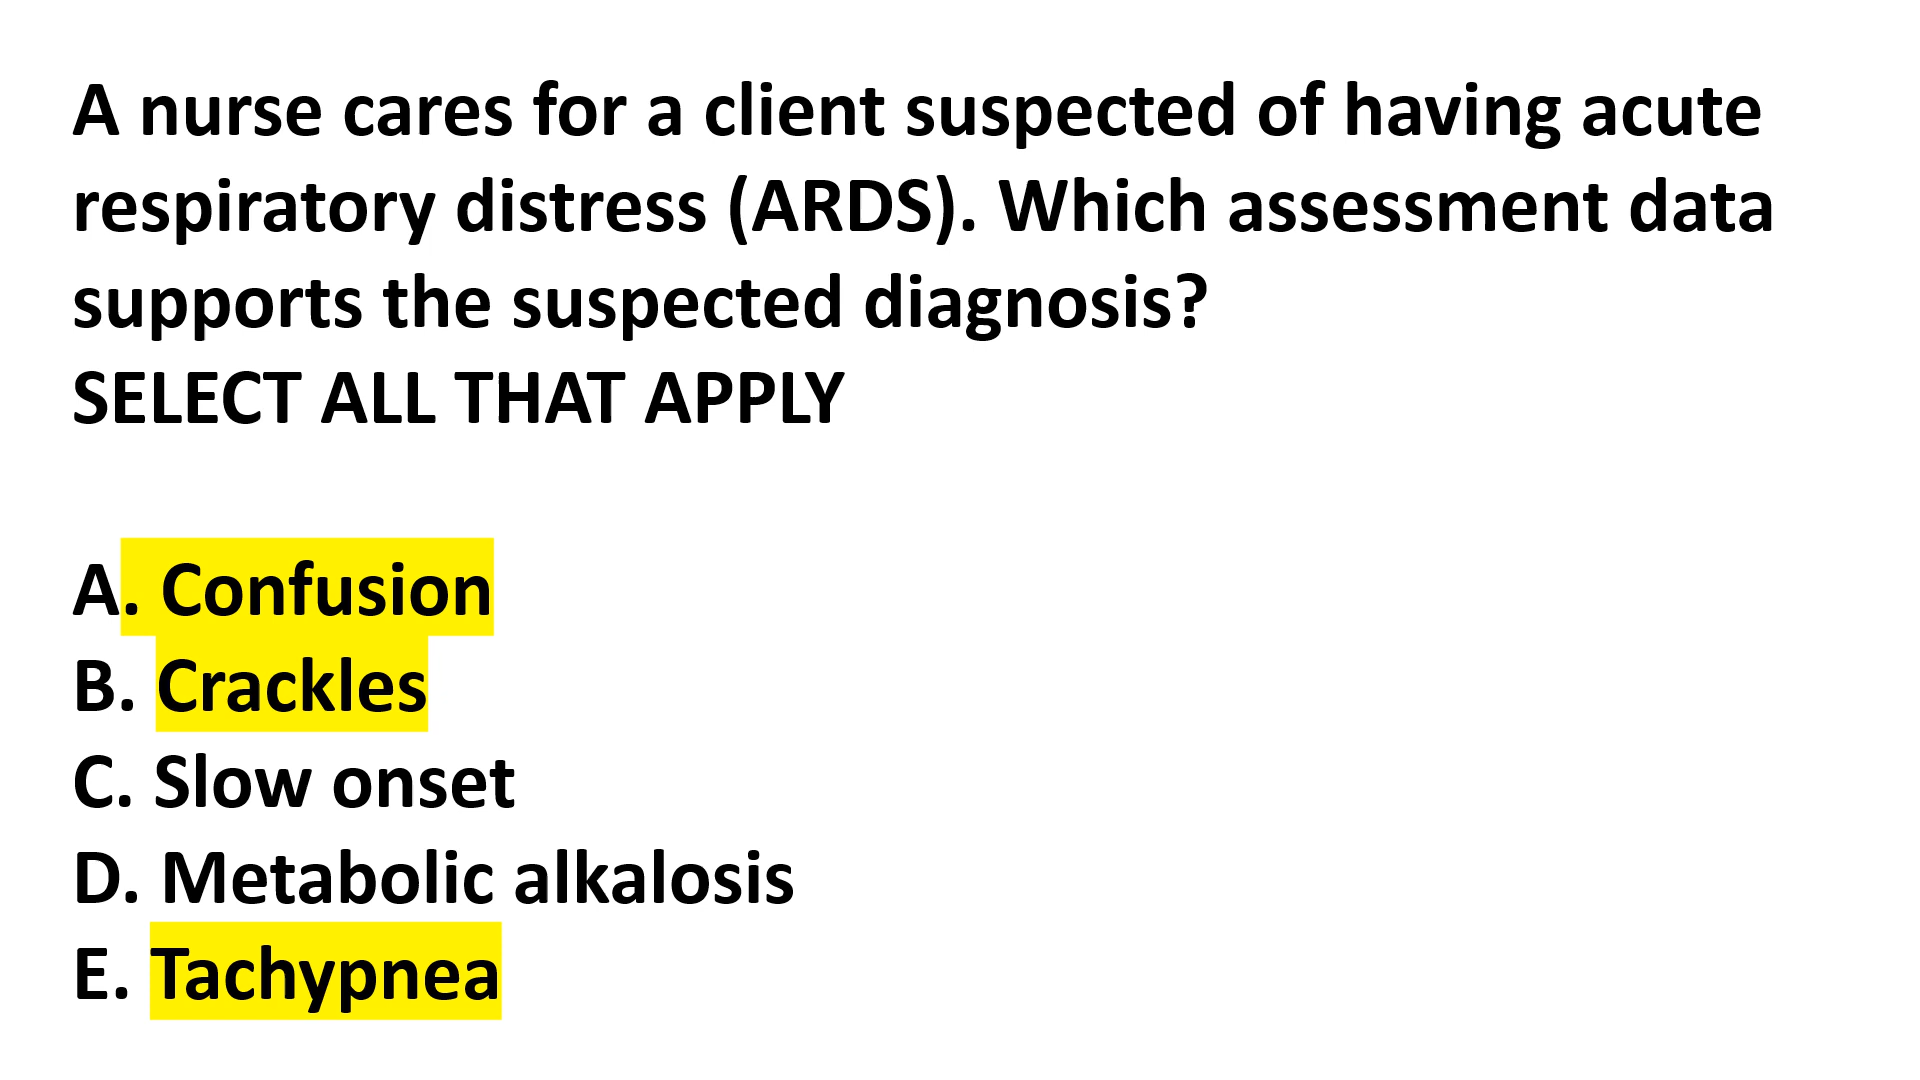 A nurse cares for a client suspected of having acute
respiratory distress (ARDS). Which assessment data
supports the suspected diagnosis?
SELECT ALL THAT APPLY
A. Confusion
B. Crackles
C. Slow onset
D. Metabolic alkalosis
E. Tachypnea